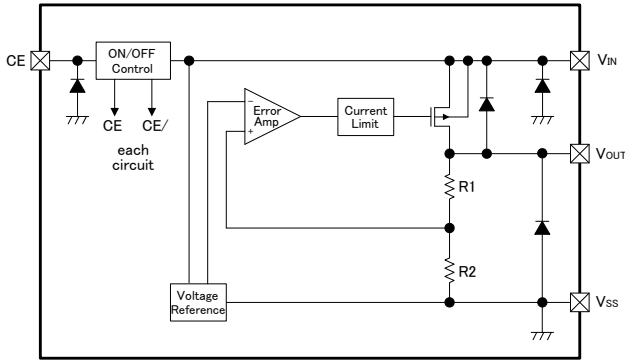 CE
ON/OFF
Control
CE
CE/
each
circuit
−
+
Error
Amp
Current
Limit
VIN
VOUT
R1
R2
Voltage
Reference
VSS